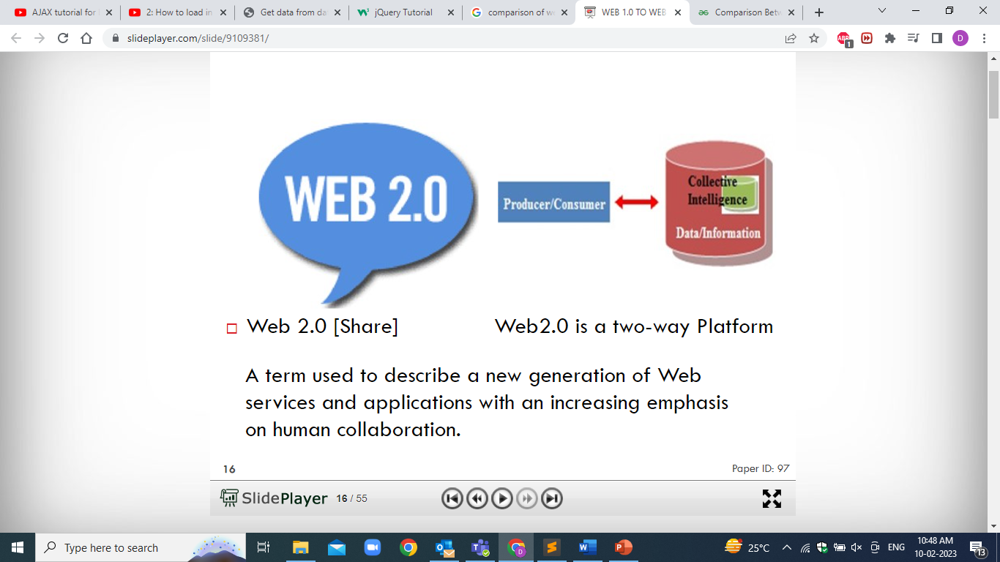 AJAX tutorial for
2: How to load in
Get data from da
jQuery Tutorial
comparison of we
WEB 1.0 TO WEB
Comparison Betw
slideplayer.com/slide/9109381/
ABP
1
D
WEB 2.0
Producer/Consumer
Collective
Intelligence
Data/Information
Web 2.0 [Share]
Web2.0 is a two-way Platform
A term used to describe a new generation of Web
services and applications with an increasing emphasis
on human collaboration.
16
Paper ID: 97
SlidePlayer 16 / 55
Type here to search
25°C
ENG
10:48 AM
10-02-2023
13